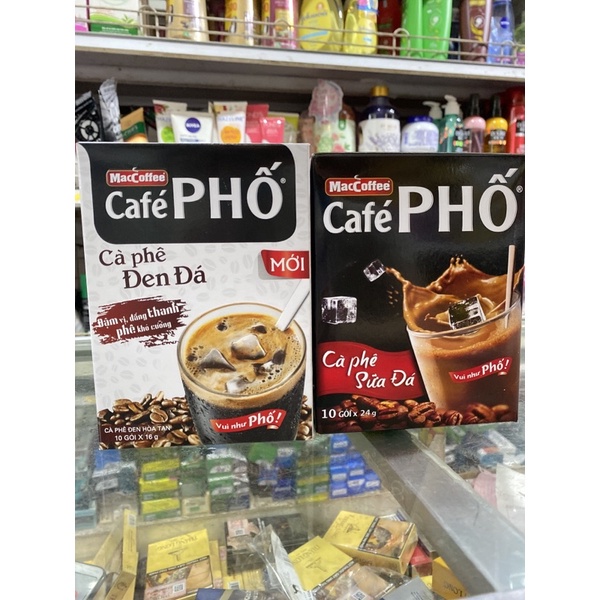 MacCoffee
Café PHỐ®
Cà phê
Đen Đá
MỚI
Đậm vị, đắng thanh
phê khó cưỡng
Vui như Phố!
CÀ PHÊ ĐEN HÒA TAN
10 GÓI X 16g
MacCoffee
Café PHỐ®
Cà phê
Sữa Đá
Vui như Phố!
10 GÓI x 24g
NIVEA